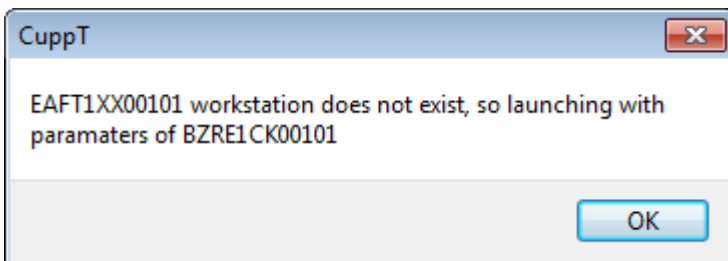 CuppT
EAFT1XX00101 workstation does not exist, so launching with
paramaters of BZRE1CK00101
OK